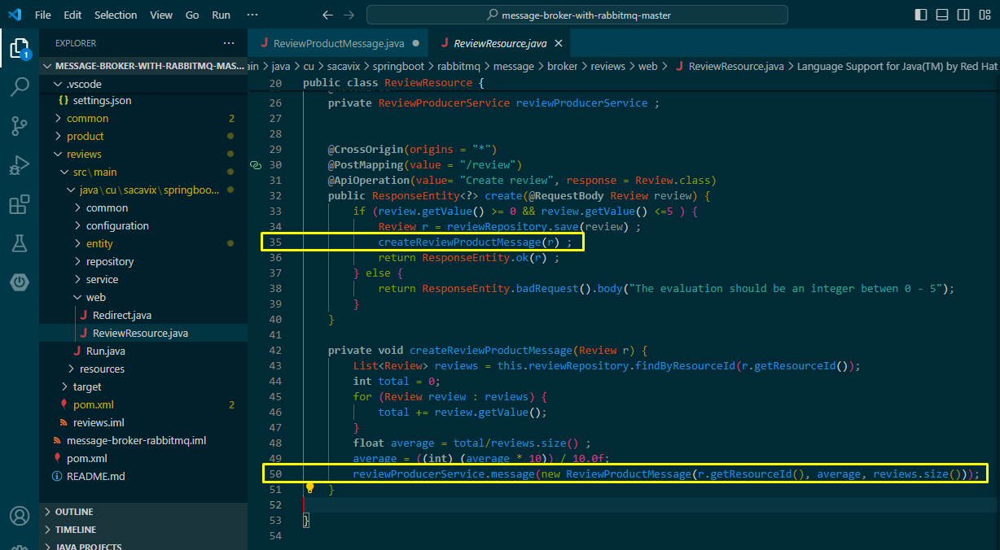 File Edit Selection View Go Run ··· ← → message-broker-with-rabbitmq-master
EXPLORER ···
ReviewProductMessage.java ●
ReviewResource.java ×
1
MESSAGE-BROKER-WITH-RABBITMQ-MAS...
.vscode
settings.json
common 2
product
reviews
src\main
java\cu\sacavix\springboo...
common
configuration
entity
repository
service
web
Redirect.java
ReviewResource.java
Run.java
resources
target
pom.xml 2
reviews.iml
message-broker-rabbitmq.iml
pom.xml
README.md
OUTLINE
TIMELINE
JAVA PROJECTS
ain > java > cu > sacavix > springboot > rabbitmq > message > broker > reviews > web > ReviewResource.java > Language Support for Java(TM) by Red Hat
20 public class ReviewResource {
26 private ReviewProducerService reviewProducerService ;
27
28
29 @CrossOrigin(origins = "*")
30 @PostMapping(value = "/review")
31 @ApiOperation(value= "Create review", response = Review.class)
32 public ResponseEntity<?> create(@RequestBody Review review) {
33 if (review.getValue() >= 0 && review.getValue() <=5 ) {
34 Review r = reviewRepository.save(review) ;
35 createReviewProductMessage(r) ;
36 return ResponseEntity.ok(r) ;
37 } else {
38 return ResponseEntity.badRequest().body("The evaluation should be an integer betwen 0 - 5");
39 }
40 }
41
42 private void createReviewProductMessage(Review r) {
43 List<Review> reviews = this.reviewRepository.findByResourceId(r.getResourceId());
44 int total = 0;
45 for (Review review : reviews) {
46 total += review.getValue();
47 }
48 float average = total/reviews.size() ;
49 average = ((int) (average * 10)) / 10.0f;
50 reviewProducerService.message(new ReviewProductMessage(r.getResourceId(), average, reviews.size()));
51 }
52
53 }
54